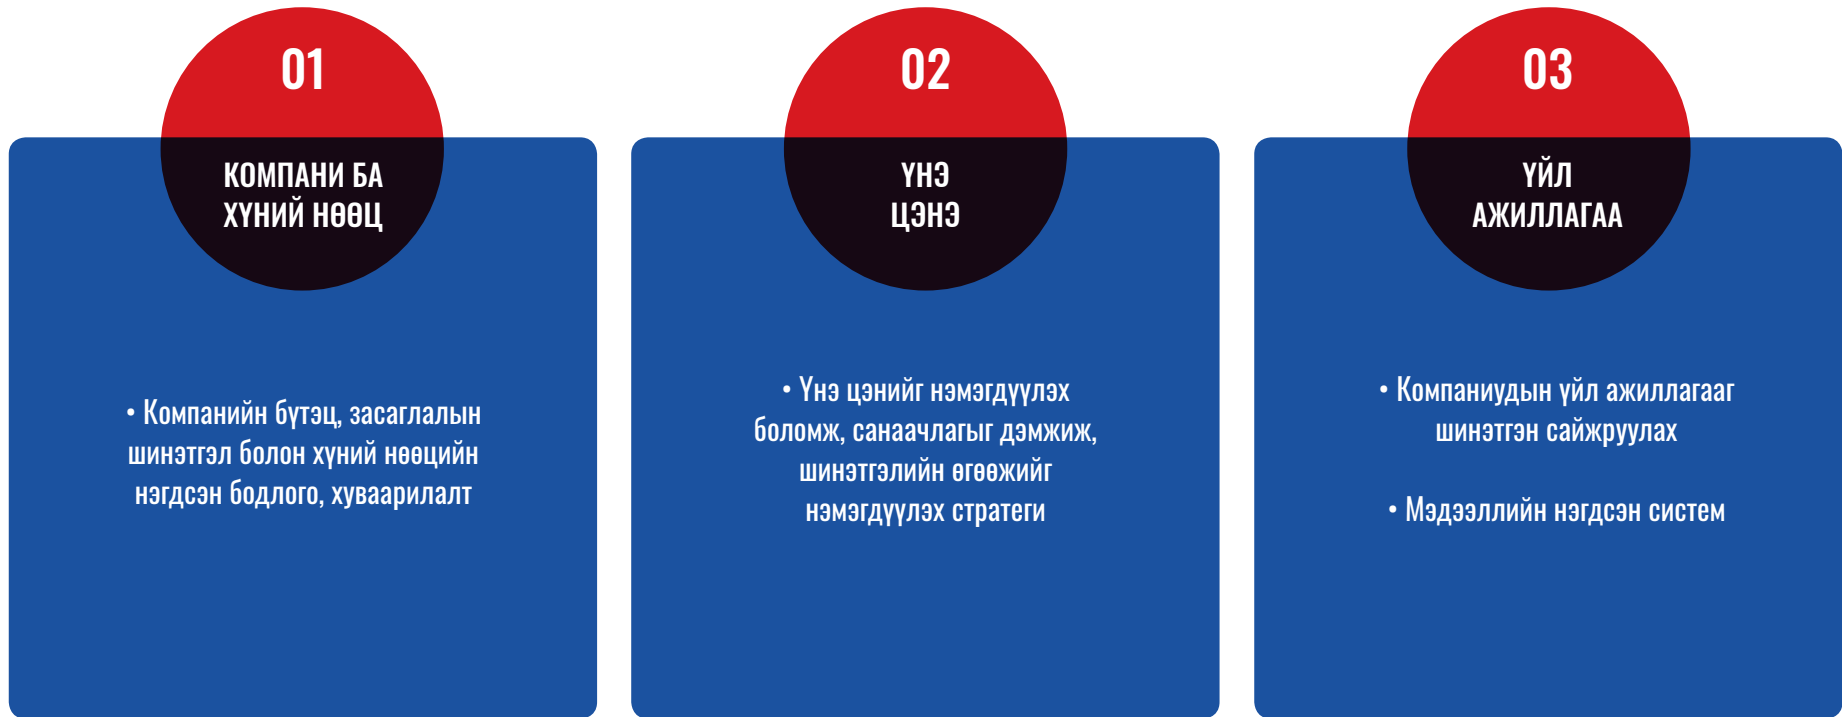 01
КОМПАНИ БА
ХҮНИЙ НӨӨЦ
• Компанийн бүтэц, засаглалын
шинэтгэл болон хүний нөөцийн
нэгдсэн бодлого, хуваарилалт
02
ҮНЭ
ЦЭНЭ
• Үнэ цэнийг нэмэгдүүлэх
боломж, санаачлагыг дэмжиж,
шинэтгэлийн өгөөжийг
нэмэгдүүлэх стратеги
03
ҮЙЛ
АЖИЛЛАГАА
• Компаниудын үйл ажиллагааг
шинэтгэн сайжруулах
• Мэдээллийн нэгдсэн систем